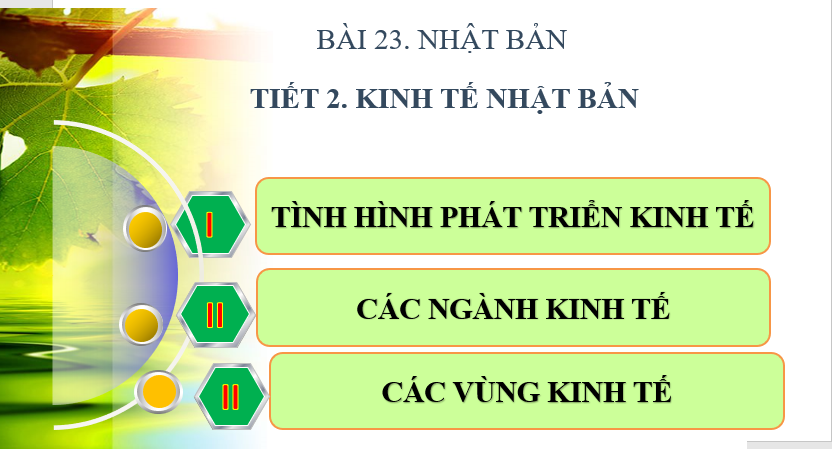 BÀI 23. NHẬT BẢN
TIẾT 2. KINH TẾ NHẬT BẢN
I TÌNH HÌNH PHÁT TRIỂN KINH TẾ
II CÁC NGÀNH KINH TẾ
II CÁC VÙNG KINH TẾ